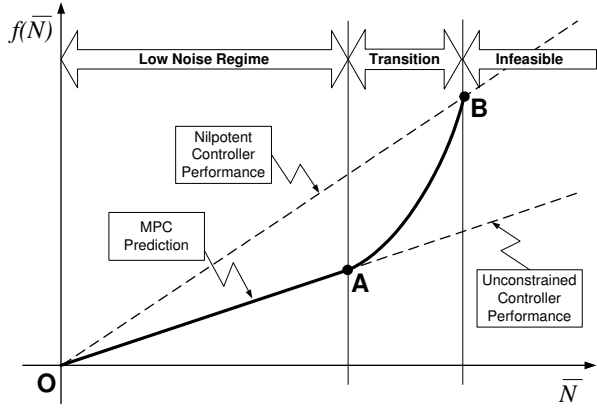 f(N̅)
Low Noise Regime
Transition
Infeasible
B
Nilpotent
Controller
Performance
MPC
Prediction
A
Unconstrained
Controller
Performance
O
N̅